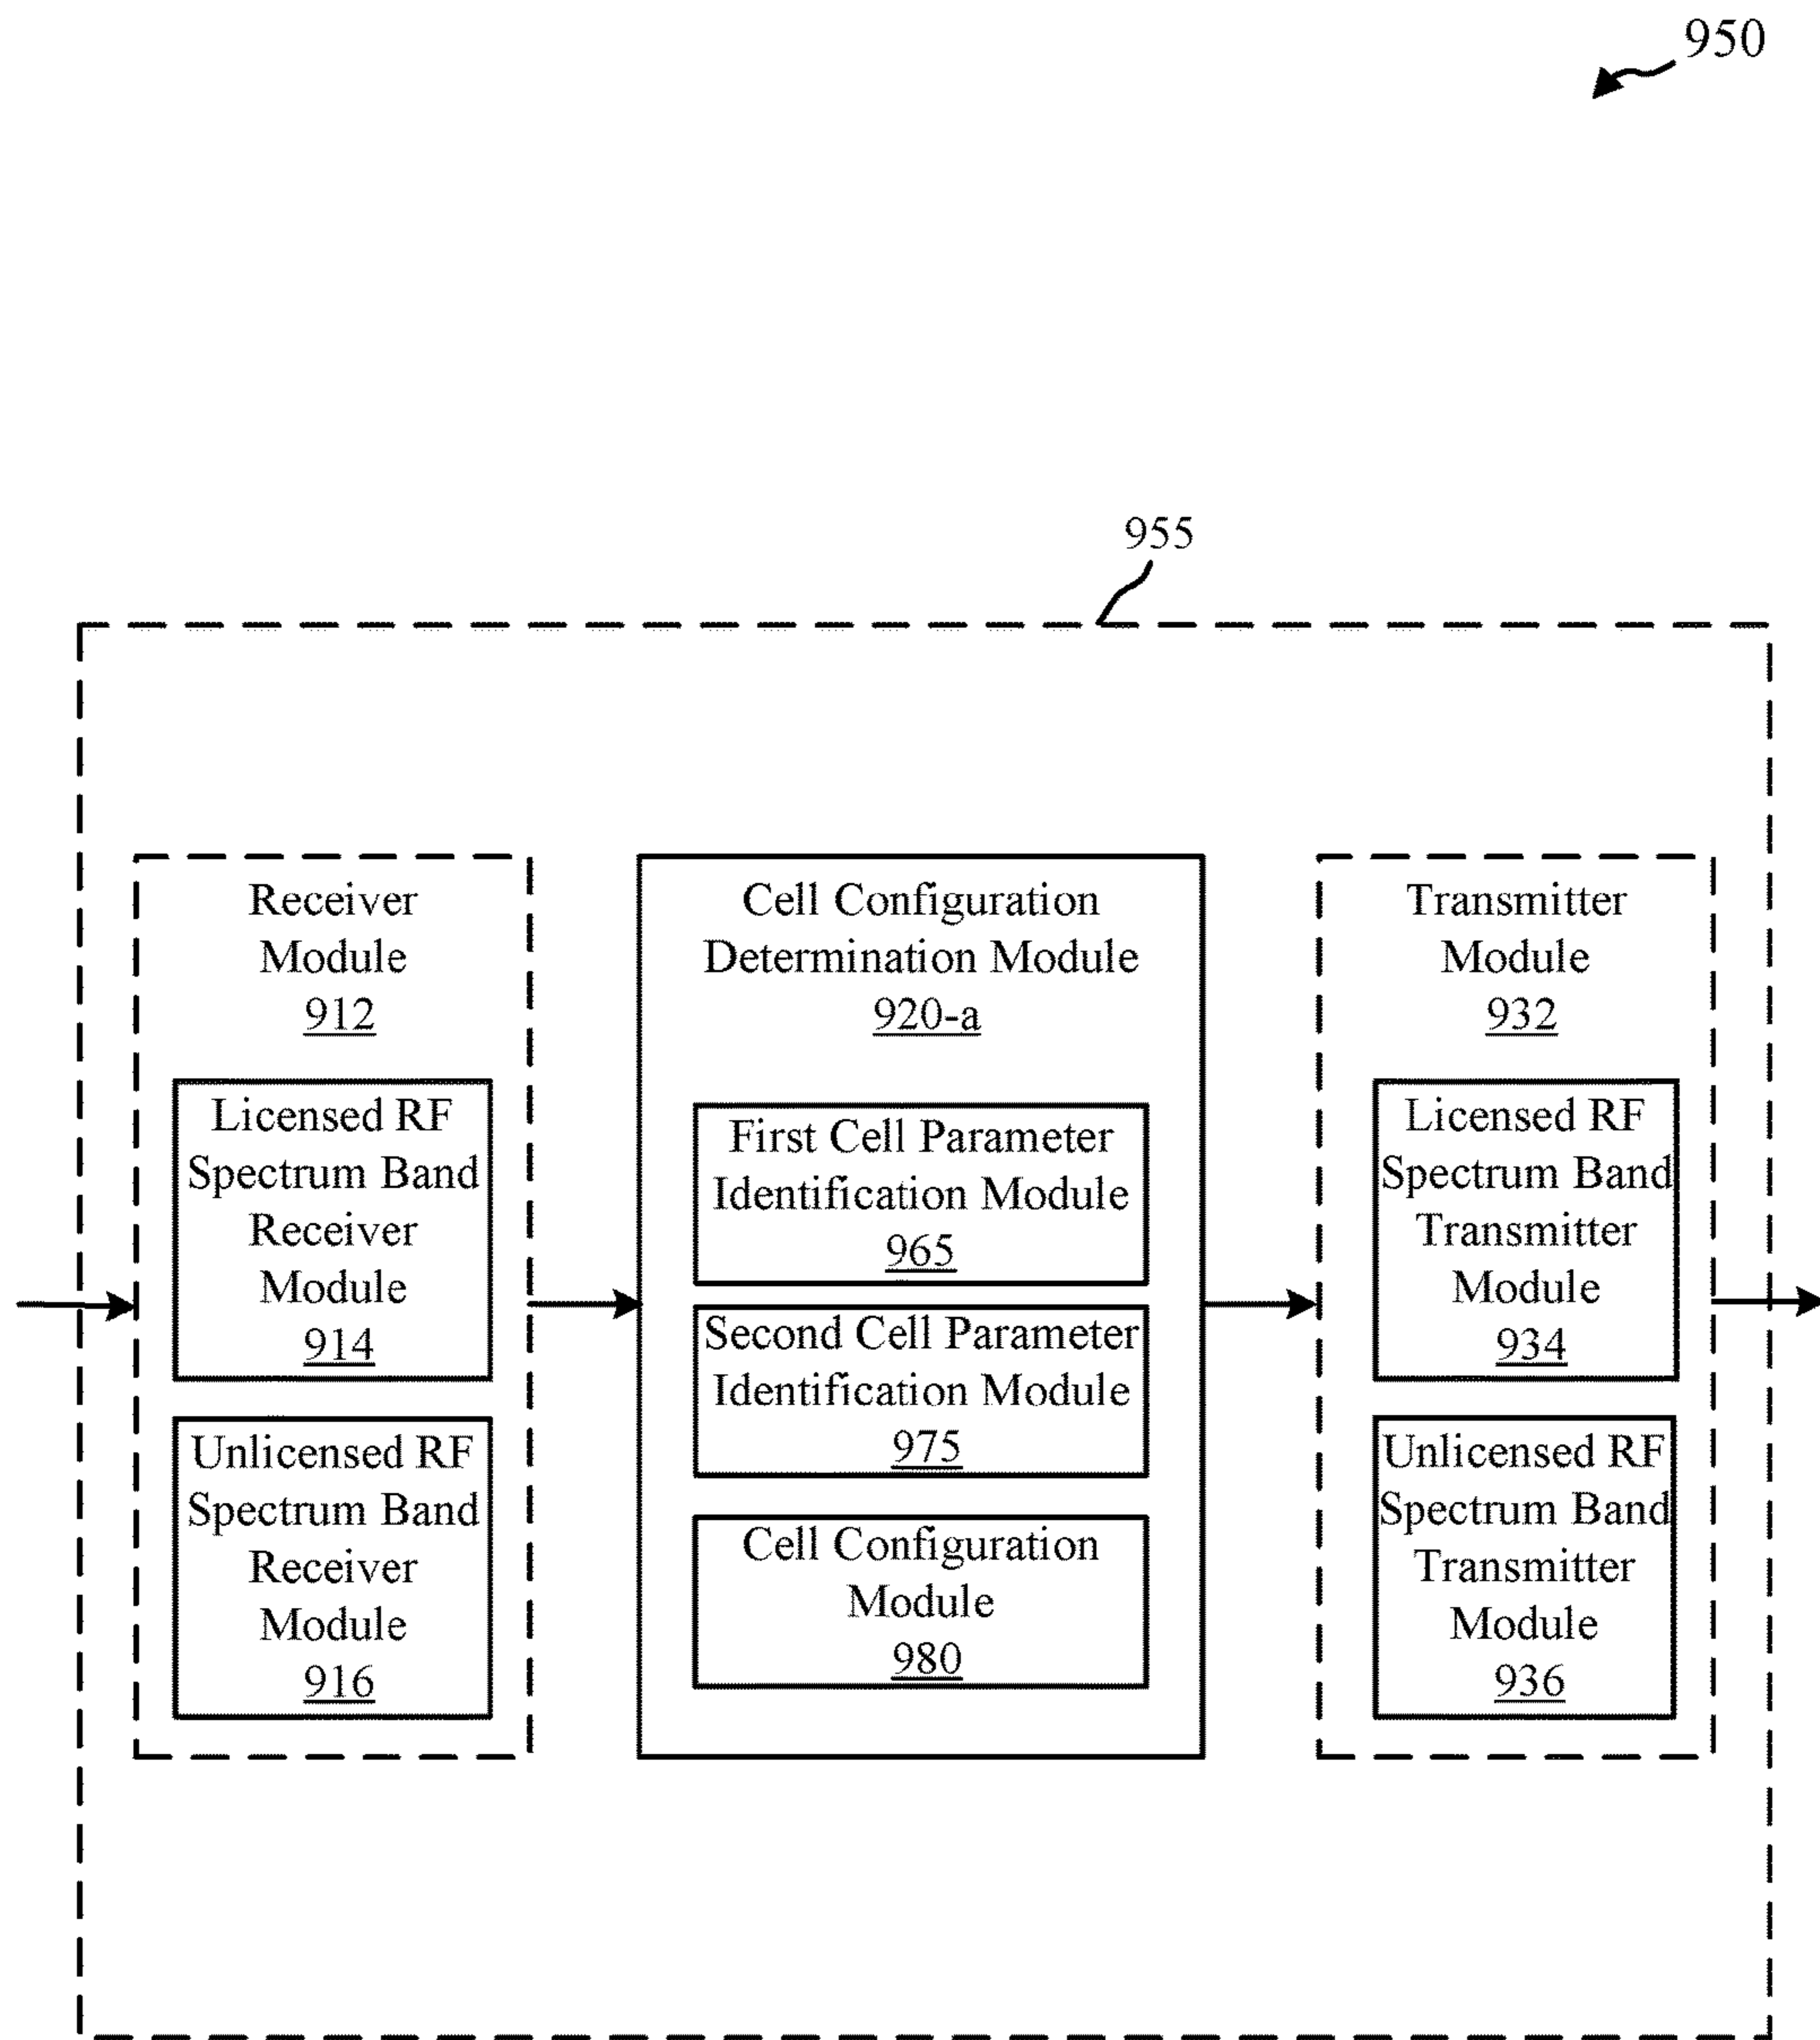 950
955
Receiver
Module
912
Licensed RF
Spectrum Band
Receiver
Module
914
Unlicensed RF
Spectrum Band
Receiver
Module
916
Cell Configuration
Determination Module
920-a
First Cell Parameter
Identification Module
965
Second Cell Parameter
Identification Module
975
Cell Configuration
Module
980
Transmitter
Module
932
Licensed RF
Spectrum Band
Transmitter
Module
934
Unlicensed RF
Spectrum Band
Transmitter
Module
936